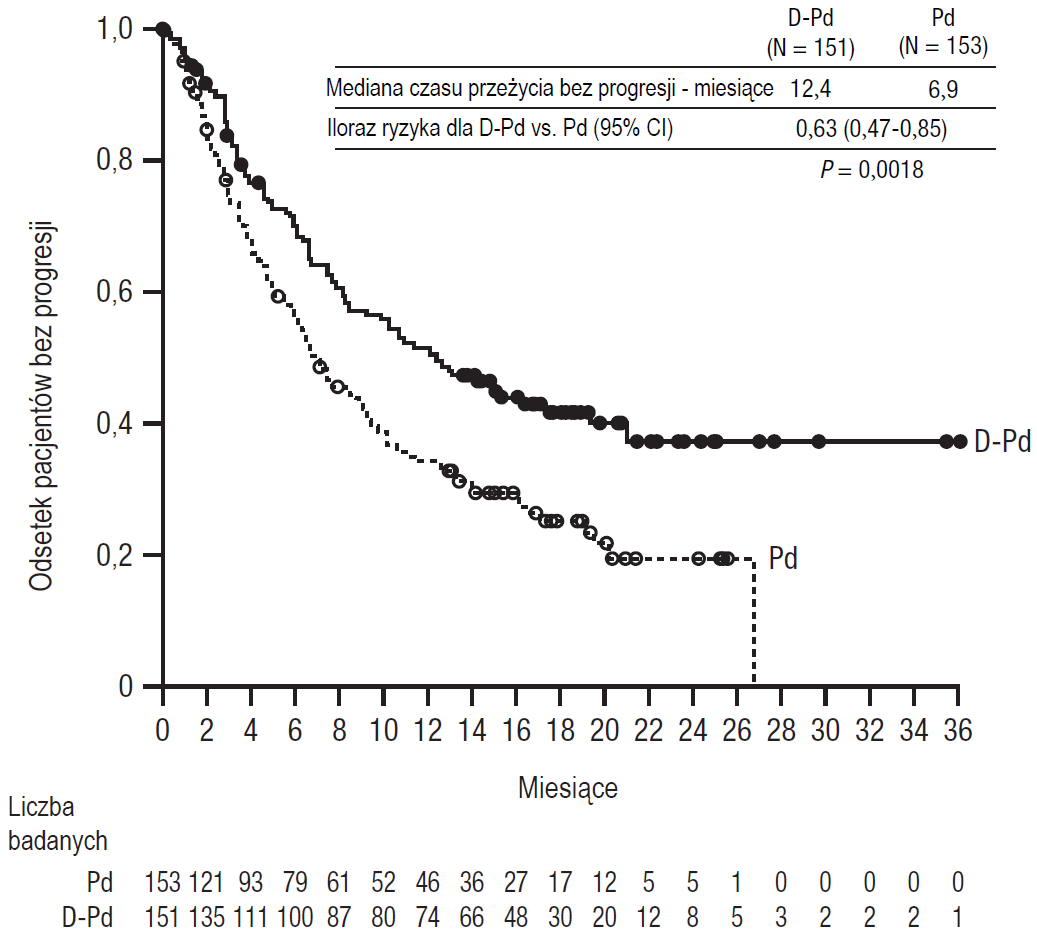 D-Pd Pd
(N = 151) (N = 153)
Mediana czasu przeżycia bez progresji - miesiące 12,4 6,9
Iloraz ryzyka dla D-Pd vs. Pd (95% CI) 0,63 (0,47-0,85)
P = 0,0018
Odsetek pacjentów bez progresji
1,0
0,8
0,6
0,4
0,2
0
D-Pd
Pd
0 2 4 6 8 10 12 14 16 18 20 22 24 26 28 30 32 34 36
Miesiące
Liczba
badanych
Pd 153 121 93 79 61 52 46 36 27 17 12 5 5 1 0 0 0 0 0
D-Pd 151 135 111 100 87 80 74 66 48 30 20 12 8 5 3 2 2 2 1